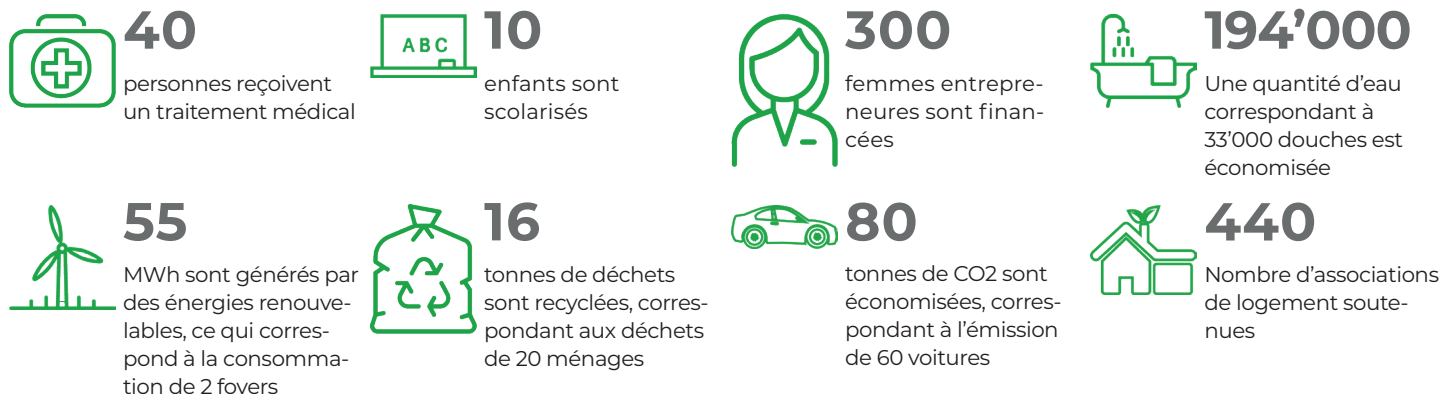 40
personnes reçoivent
un traitement médical
ABC
10
enfants sont
scolarisés
300
femmes entrepre-
neures sont finan-
cées
194’000
Une quantité d’eau
correspondant à
33’000 douches est
économisée
55
MWh sont générés par
des énergies renouve-
lables, ce qui corres-
pond à la consomma-
tion de 2 foyers
16
tonnes de déchets
sont recyclées, corres-
pondant aux déchets
de 20 ménages
80
tonnes de CO2 sont
économisées, corres-
pondant à l’émission
de 60 voitures
440
Nombre d’associations
de logement soute-
nues